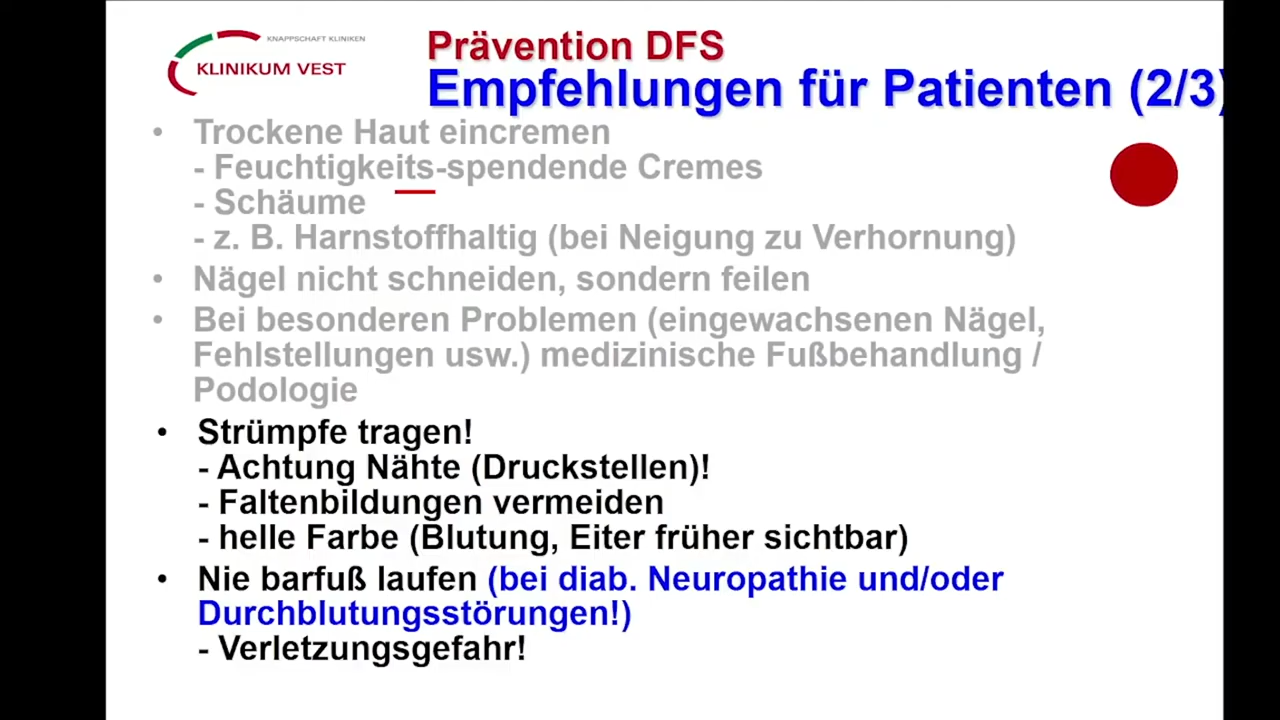 KNAPPSCHAFT KLINIKEN
KLINIKUM VEST
Prävention DFS
Empfehlungen für Patienten (2/3)
• Trockene Haut eincremen
- Feuchtigkeits-spendende Cremes
- Schäume
- z. B. Harnstoffhaltig (bei Neigung zu Verhornung)
• Nägel nicht schneiden, sondern feilen
• Bei besonderen Problemen (eingewachsenen Nägel,
Fehlstellungen usw.) medizinische Fußbehandlung /
Podologie
• Strümpfe tragen!
- Achtung Nähte (Druckstellen)!
- Faltenbildungen vermeiden
- helle Farbe (Blutung, Eiter früher sichtbar)
• Nie barfuß laufen (bei diab. Neuropathie und/oder
Durchblutungsstörungen!)
- Verletzungsgefahr!